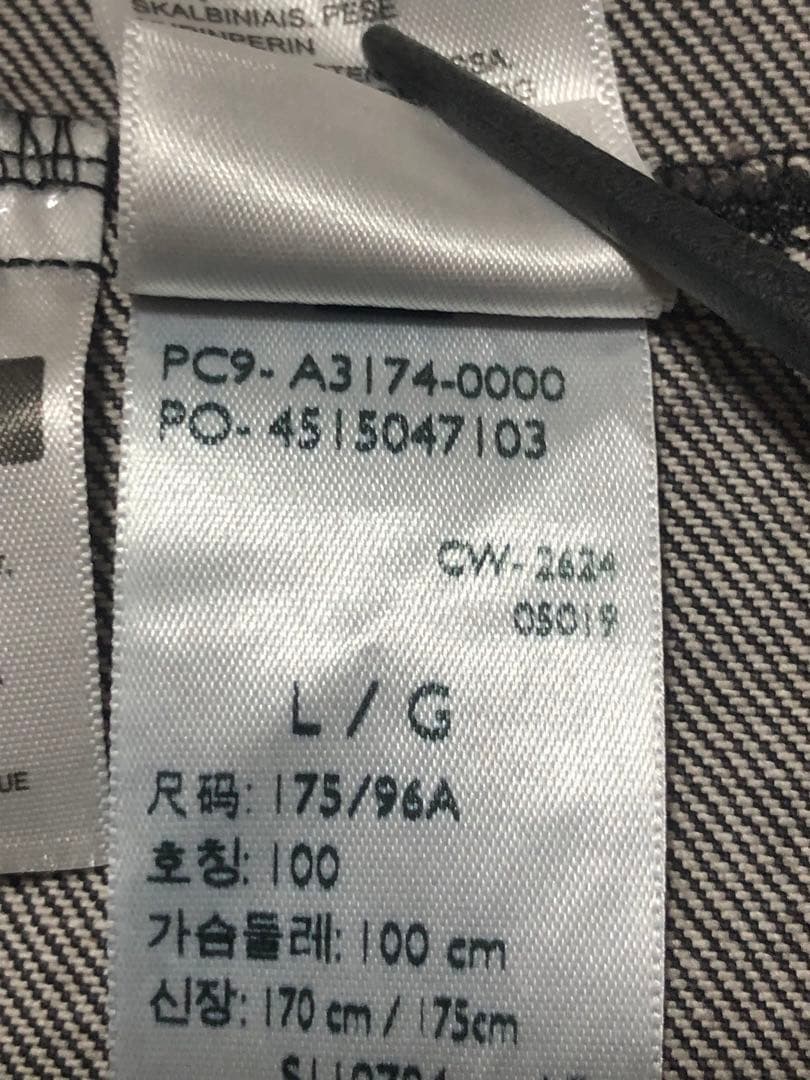 SKALBINIAIS. PESE
PC9- A3174-0000
PO- 4515047103
CW- 2624
05019
L / G
尺码: 175/96A
호칭: 100
가슴둘레: 100 cm
신장: 170 cm / 175cm
UE